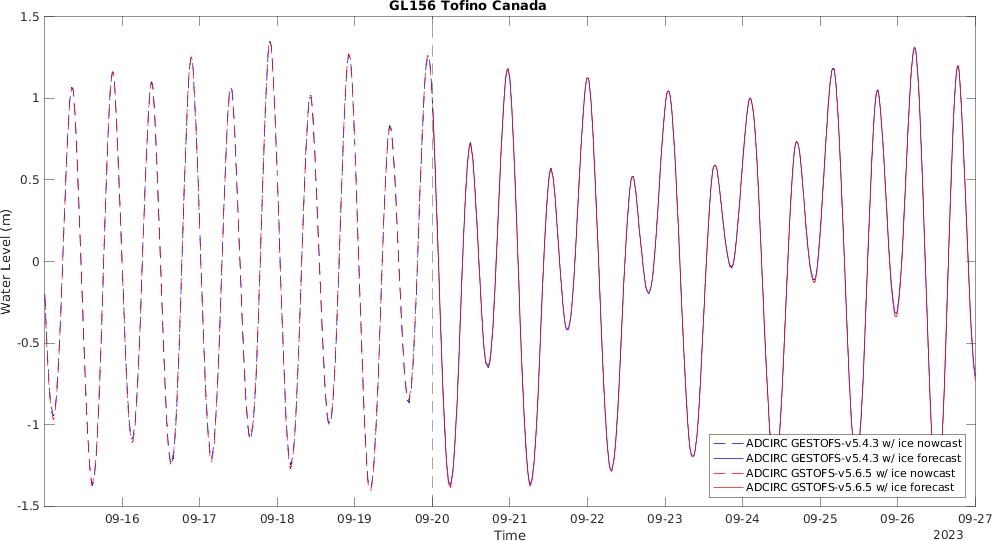 GL156 Tofino Canada
1.5
1
0.5
0
-0.5
-1
-1.5
Water Level (m)
09-16 09-17 09-18 09-19 09-20 09-21 09-22 09-23 09-24 09-25 09-26 09-27
Time
2023
ADCIRC GESTOFS-v5.4.3 w/ ice nowcast
ADCIRC GESTOFS-v5.4.3 w/ ice forecast
ADCIRC GSTOFS-v5.6.5 w/ ice nowcast
ADCIRC GSTOFS-v5.6.5 w/ ice forecast